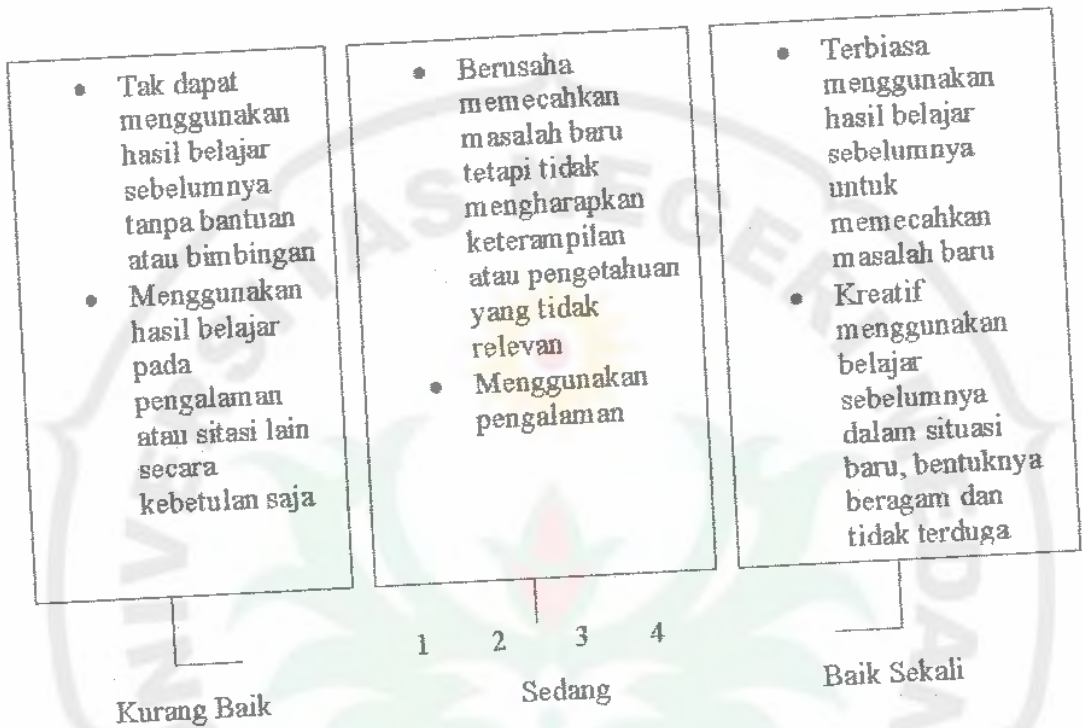 • Tak dapat
menggunakan
hasil belajar
sebelumnya
tanpa bantuan
atau bimbingan
• Menggunakan
hasil belajar
pada
pengalaman
atau sitasi lain
secara
kebetulan saja
• Berusaha
memecahkan
masalah baru
tetapi tidak
mengharapkan
keterampilan
atau pengetahuan
yang tidak
relevan
• Menggunakan
pengalaman
• Terbiasa
menggunakan
hasil belajar
sebelumnya
untuk
memecahkan
masalah baru
• Kreatif
menggunakan
belajar
sebelumnya
dalam situasi
baru, bentuknya
beragam dan
tidak terduga
1 2 3 4
Kurang Baik
Sedang
Baik Sekali